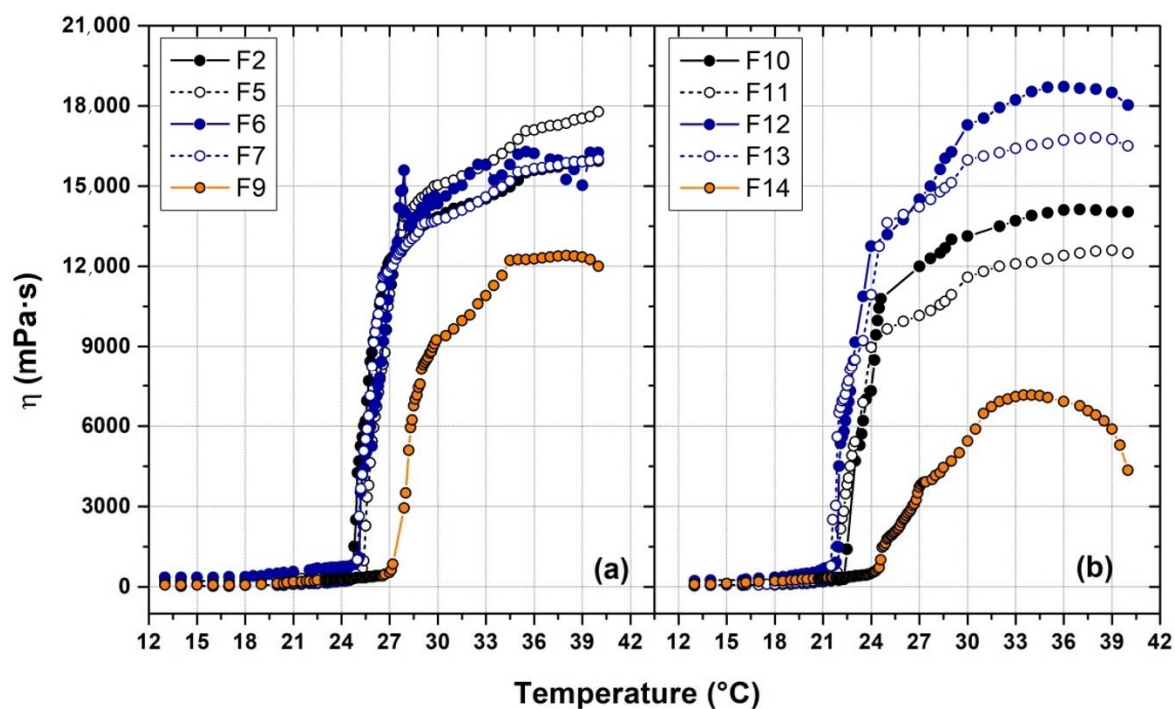 21,000
18,000
15,000
12,000
9000
6000
3000
0
η (mPa·s)
F2
F5
F6
F7
F9
(a)
F10
F11
F12
F13
F14
(b)
13 12 15 18 21 24 27 30 33 36 39 42
12 15 18 21 24 27 30 33 36 39 42
Temperature (°C)